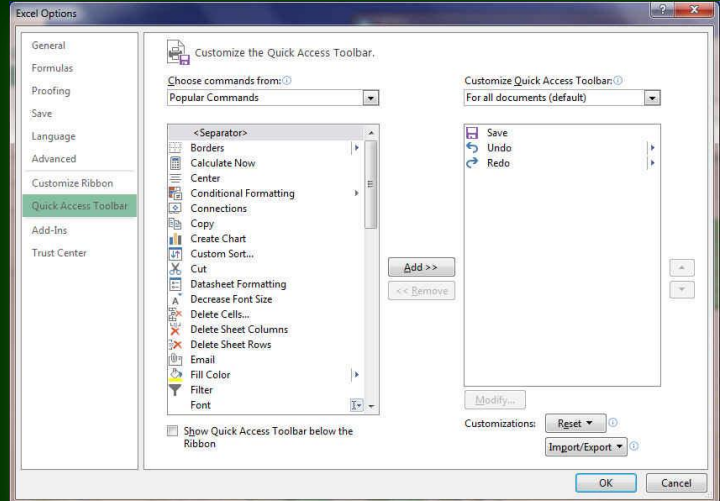 Excel Options
General
Formulas
Proofing
Save
Language
Advanced
Customize Ribbon
Quick Access Toolbar
Add-Ins
Trust Center
Customize the Quick Access Toolbar.
Choose commands from:
Popular Commands
<Separator>
Borders
Calculate Now
Center
Conditional Formatting
Connections
Copy
Create Chart
Custom Sort...
Cut
Datasheet Formatting
Decrease Font Size
Delete Cells...
Delete Sheet Columns
Delete Sheet Rows
Email
Fill Color
Filter
Font
Show Quick Access Toolbar below the
Ribbon
Add >>
<< Remove
Customize Quick Access Toolbar:
For all documents (default)
Save
Undo
Redo
Modify...
Customizations:
Reset
Import/Export
OK
Cancel